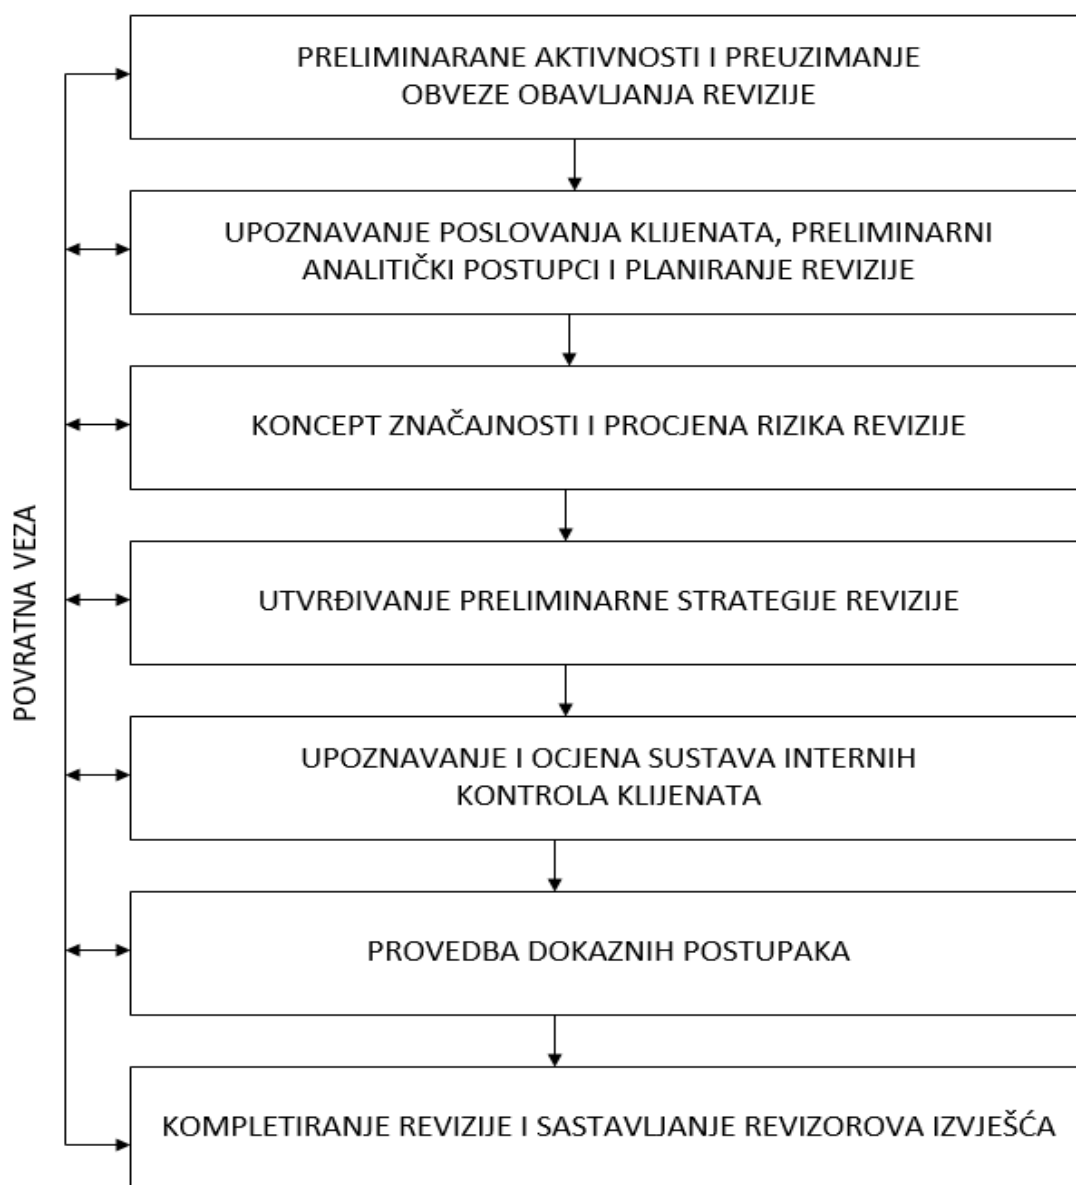 PRELIMINARANE AKTIVNOSTI I PREUZIMANJE
OBVEZE OBAVLJANJA REVIZIJE
UPOZNAVANJE POSLOVANJA KLIJENATA, PRELIMINARNI
ANALITIČKI POSTUPCI I PLANIRANJE REVIZIJE
KONCEPT ZNAČAJNOSTI I PROCJENA RIZIKA REVIZIJE
UTVRĐIVANJE PRELIMINARNE STRATEGIJE REVIZIJE
UPOZNAVANJE I OCJENA SUSTAVA INTERNIH
KONTROLA KLIJENATA
PROVEDBA DOKAZNIH POSTUPAKA
KOMPLETIRANJE REVIZIJE I SASTAVLJANJE REVIZOROVA IZVJEŠĆA
POVRATNA VEZA